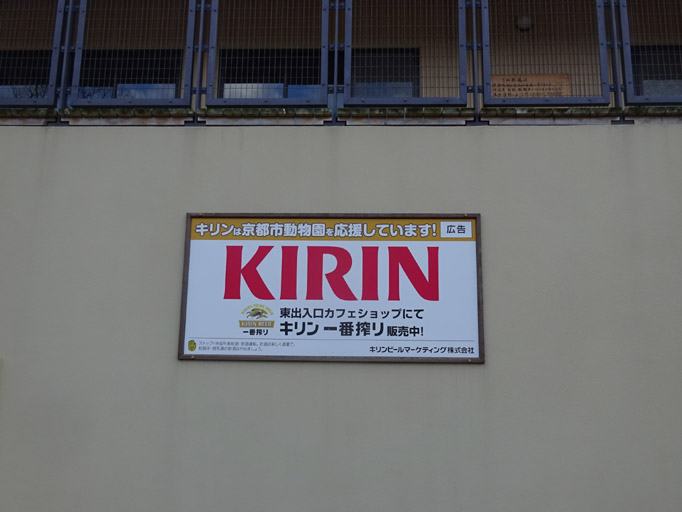 キリンは京都市動物園を応援しています!
広告
KIRIN
KIRIN BEER
一番搾り
東出入口カフェショップにて
キリン 一番搾り 販売中!
キリンビールマーケティング株式会社